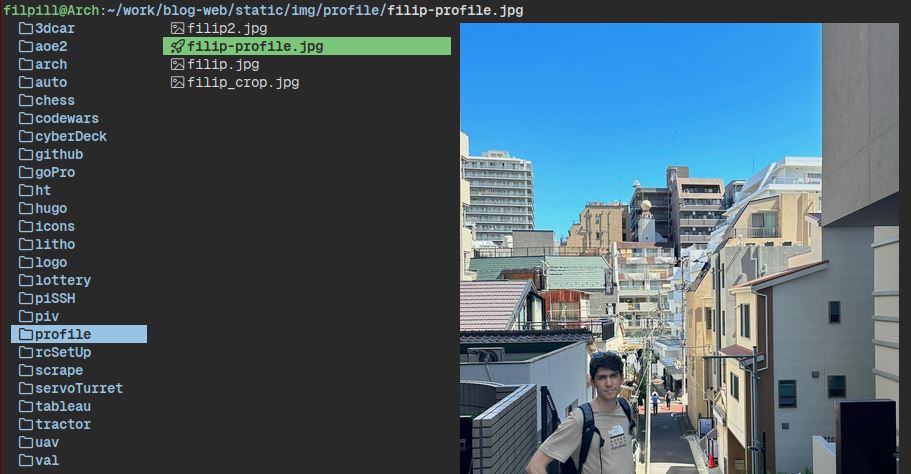 filpill@Arch:~/work/blog-web/static/img/profile/filip-profile.jpg
3dcar
aoe2
arch
auto
chess
codewars
cyberDeck
github
goPro
ht
hugo
icons
litho
logo
lottery
piSSH
piv
profile
rcSetUp
scrape
servoTurret
tableau
tractor
uav
val
filip2.jpg
filip-profile.jpg
filip.jpg
filip_crop.jpg